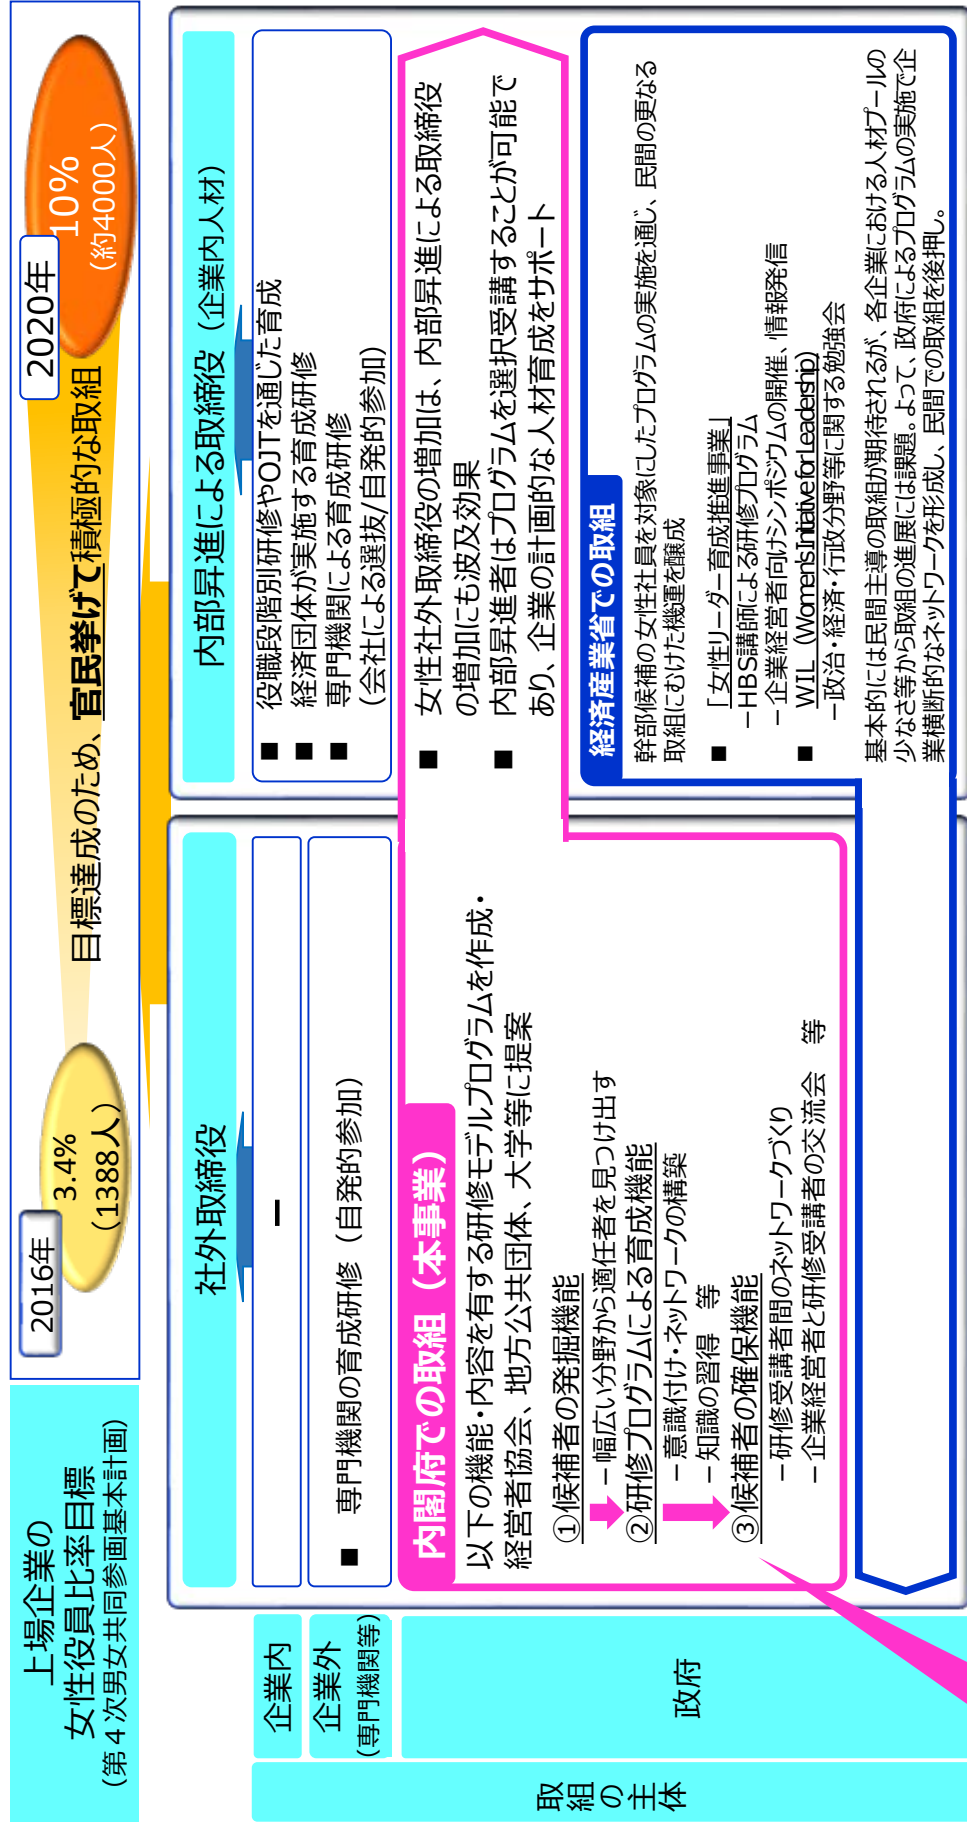 上場企業の
女性役員比率目標
(第４次男女共同参画基本計画)
2016年
3.4%
(1388人)
目標達成のため、官民挙げて積極的な取組
2020年
10%
(約4000人)
社外取締役
内部昇進による取締役（企業内人材）
取組の主体
企業内
企業外
(専門機関等)
政府
ー
■ 専門機関の育成研修（自発的参加）
■ 役職段階別研修やOJTを通じた育成
■ 経済団体が実施する育成研修
■ 専門機関による育成研修
(会社による選抜/自発的参加)
内閣府での取組（本事業）
以下の機能・内容を有する研修モデルプログラムを作成・
経営者協会、地方公共団体、大学等に提案
①候補者の発掘機能
－幅広い分野から適任者を見つけ出す
②研修プログラムによる育成機能
－意識付け・ネットワークの構築
－知識の習得　等
③候補者の確保機能
－研修受講者間のネットワークづくり
－企業経営者と研修受講者の交流会　等
■ 女性社外取締役の増加は、内部昇進による取締役
の増加にも波及効果
■ 内部昇進者はプログラムを選択受講することが可能で
あり、企業の計画的な人材育成をサポート
経済産業省での取組
幹部候補の女性社員を対象にしたプログラムの実施を通じ、民間の更なる
取組にむけた機運を醸成
■ 「女性リーダー育成推進事業」
－HBS講師による研修プログラム
－企業経営者向けシンポジウムの開催、情報発信
■ WIL（Women's Initiative for Leadership）
－政治・経済・行政分野等に関する勉強会
基本的には民間主導の取組が期待されるが、各企業における人材プールの
少なさ等から取組の進展には課題。よって、政府によるプログラムの実施で企
業横断的なネットワークを形成し、民間での取組を後押し。